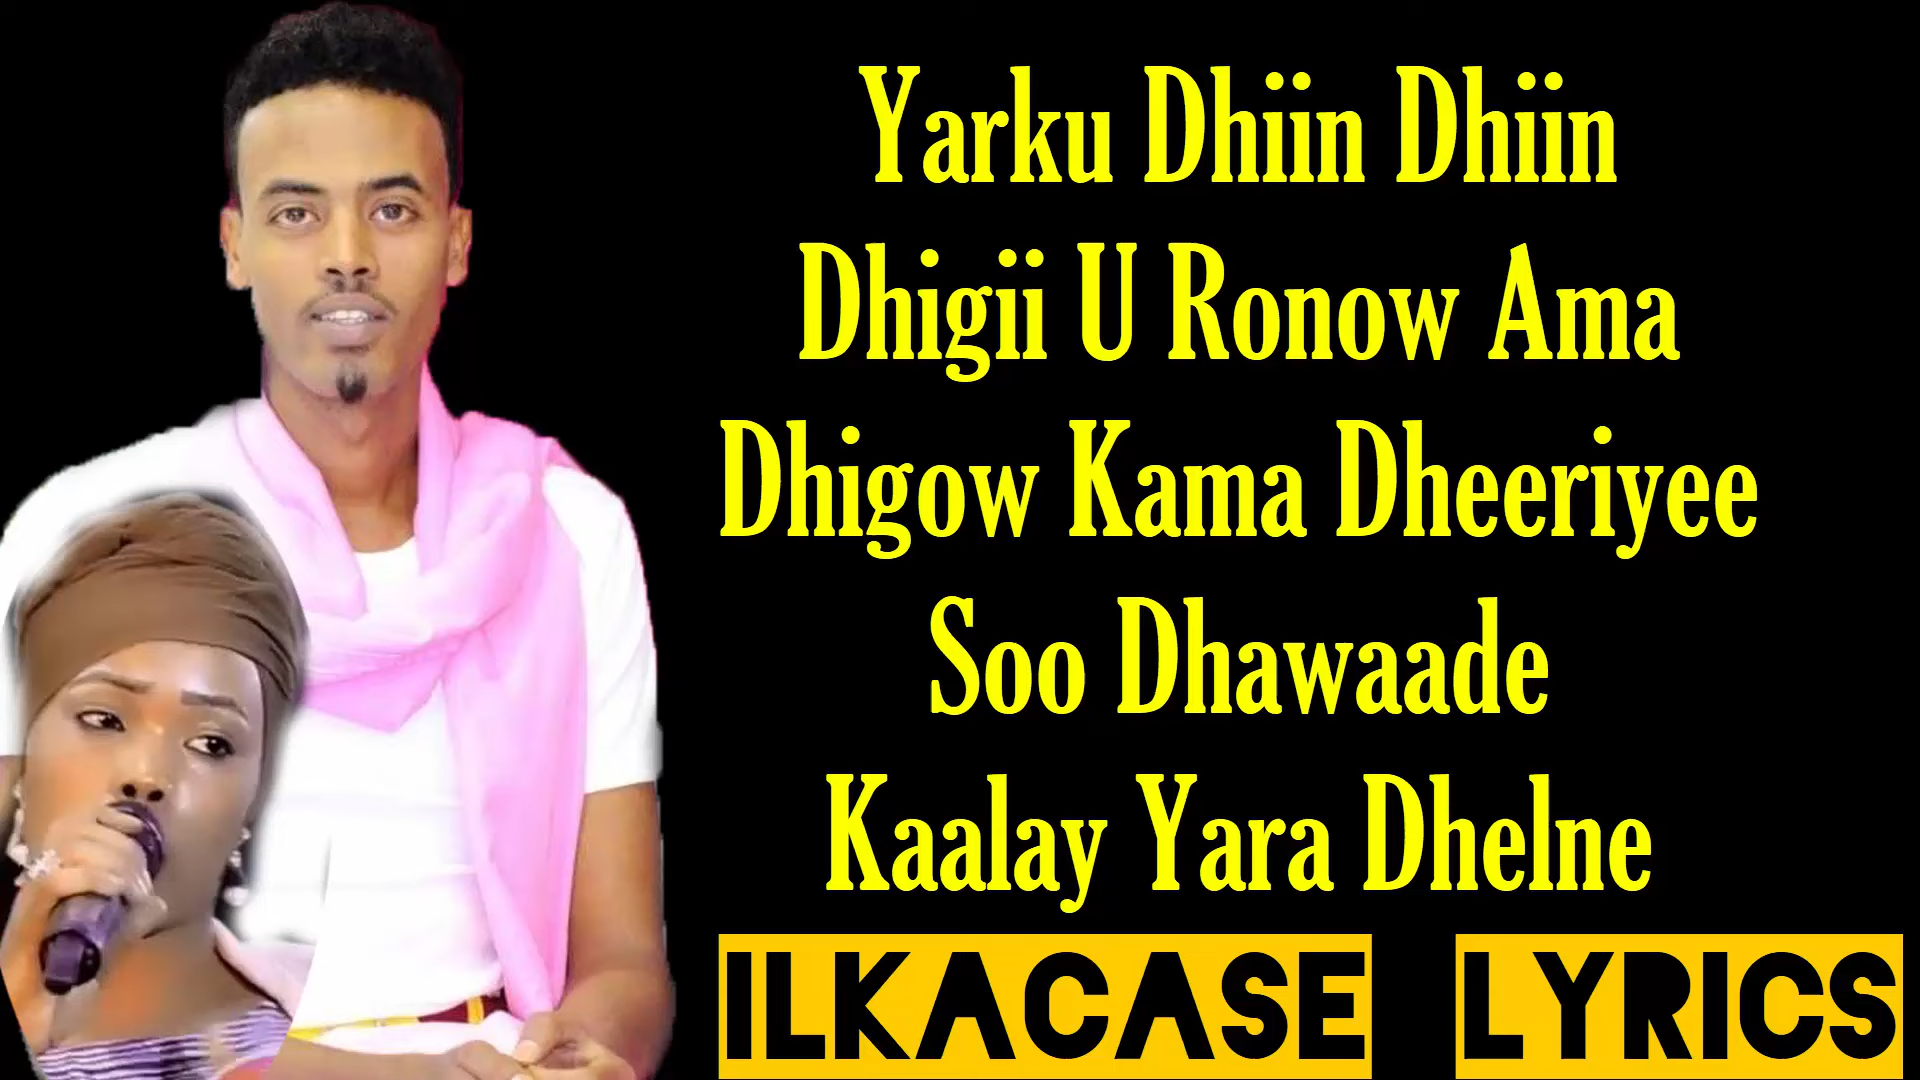 Yarku Dhiin Dhiin
Dhigii U Ronow Ama
Dhigow Kama Dheeriyee
Soo Dhawaade
Kaalay Yara Dhelne
ILKACASE LYRICS